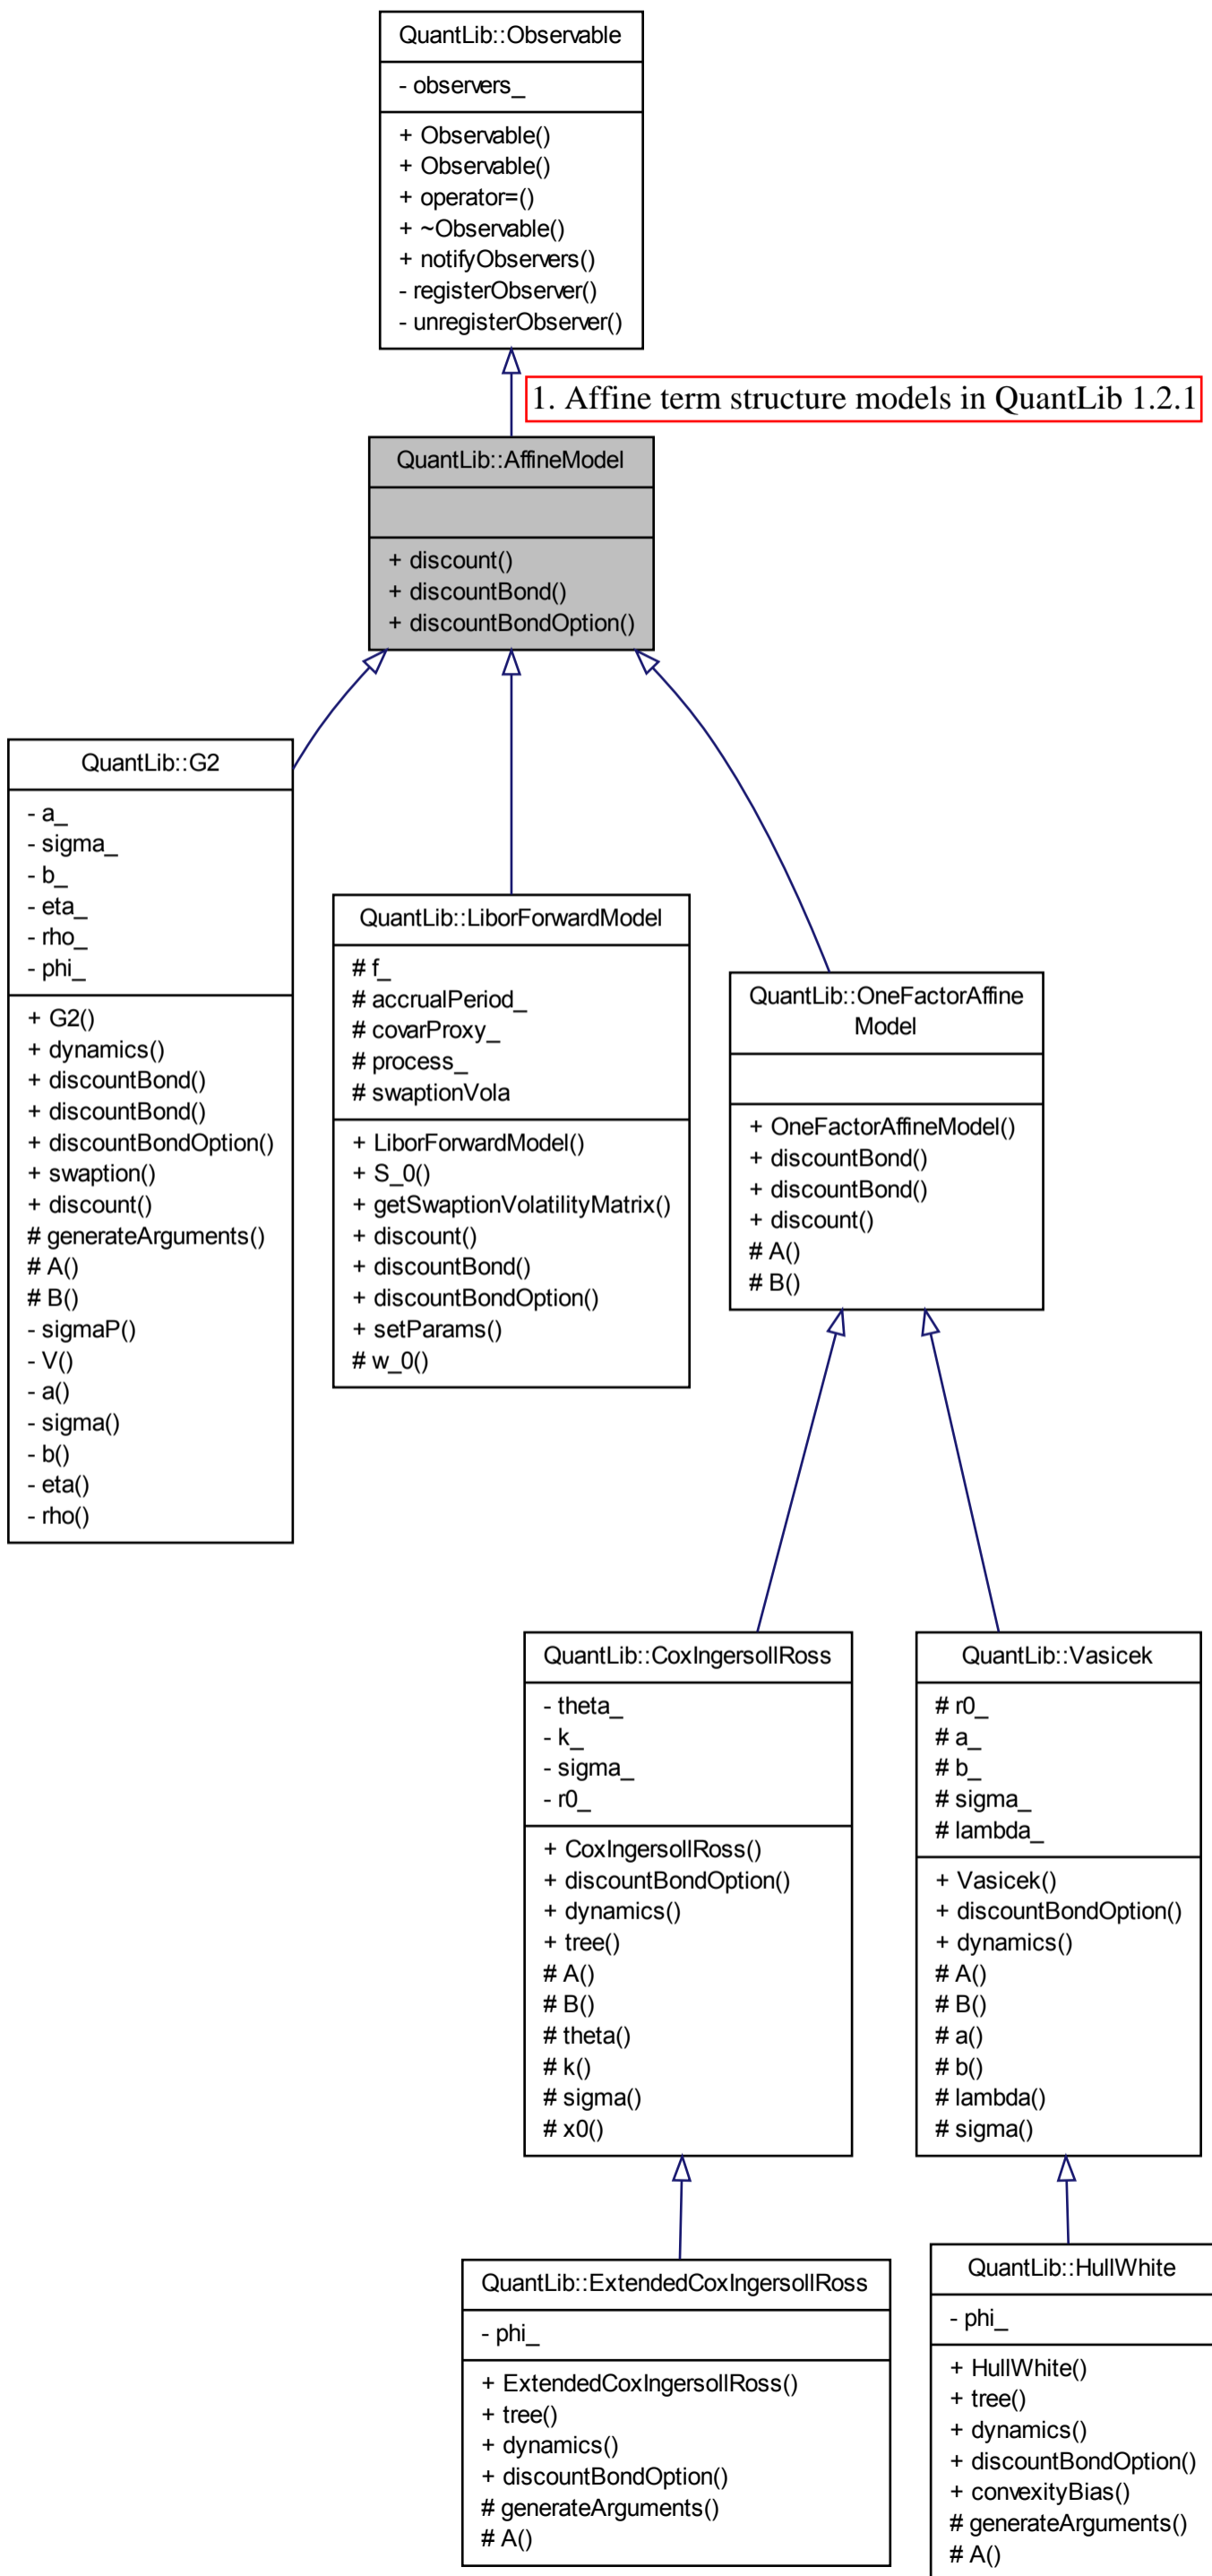 QuantLib::Observable
- observers_
+ Observable()
+ Observable()
+ operator=()
+ ~Observable()
+ notifyObservers()
- registerObserver()
- unregisterObserver()
1. Affine term structure models in QuantLib 1.2.1
QuantLib::AffineModel
+ discount()
+ discountBond()
+ discountBondOption()
QuantLib::G2
- a_
- sigma_
- b_
- eta_
- rho_
- phi_
+ G2()
+ dynamics()
+ discountBond()
+ discountBond()
+ discountBondOption()
+ swaption()
+ discount()
# generateArguments()
# A()
# B()
- sigmaP()
- V()
- a()
- sigma()
- b()
- eta()
- rho()
QuantLib::LiborForwardModel
# f_
# accrualPeriod_
# covarProxy_
# process_
# swaptionVola
+ LiborForwardModel()
+ S_0()
+ getSwaptionVolatilityMatrix()
+ discount()
+ discountBond()
+ discountBondOption()
+ setParams()
# w_0()
QuantLib::OneFactorAffine
Model
+ OneFactorAffineModel()
+ discountBond()
+ discountBond()
+ discount()
# A()
# B()
QuantLib::CoxIngersollRoss
- theta_
- k_
- sigma_
- r0_
+ CoxIngersollRoss()
+ discountBondOption()
+ dynamics()
+ tree()
# A()
# B()
# theta()
# k()
# sigma()
# x0()
QuantLib::Vasicek
# r0_
# a_
# b_
# sigma_
# lambda_
+ Vasicek()
+ discountBondOption()
+ dynamics()
# A()
# B()
# a()
# b()
# lambda()
# sigma()
QuantLib::ExtendedCoxIngersollRoss
- phi_
+ ExtendedCoxIngersollRoss()
+ tree()
+ dynamics()
+ discountBondOption()
# generateArguments()
# A()
QuantLib::HullWhite
- phi_
+ HullWhite()
+ tree()
+ dynamics()
+ discountBondOption()
+ convexityBias()
# generateArguments()
# A()